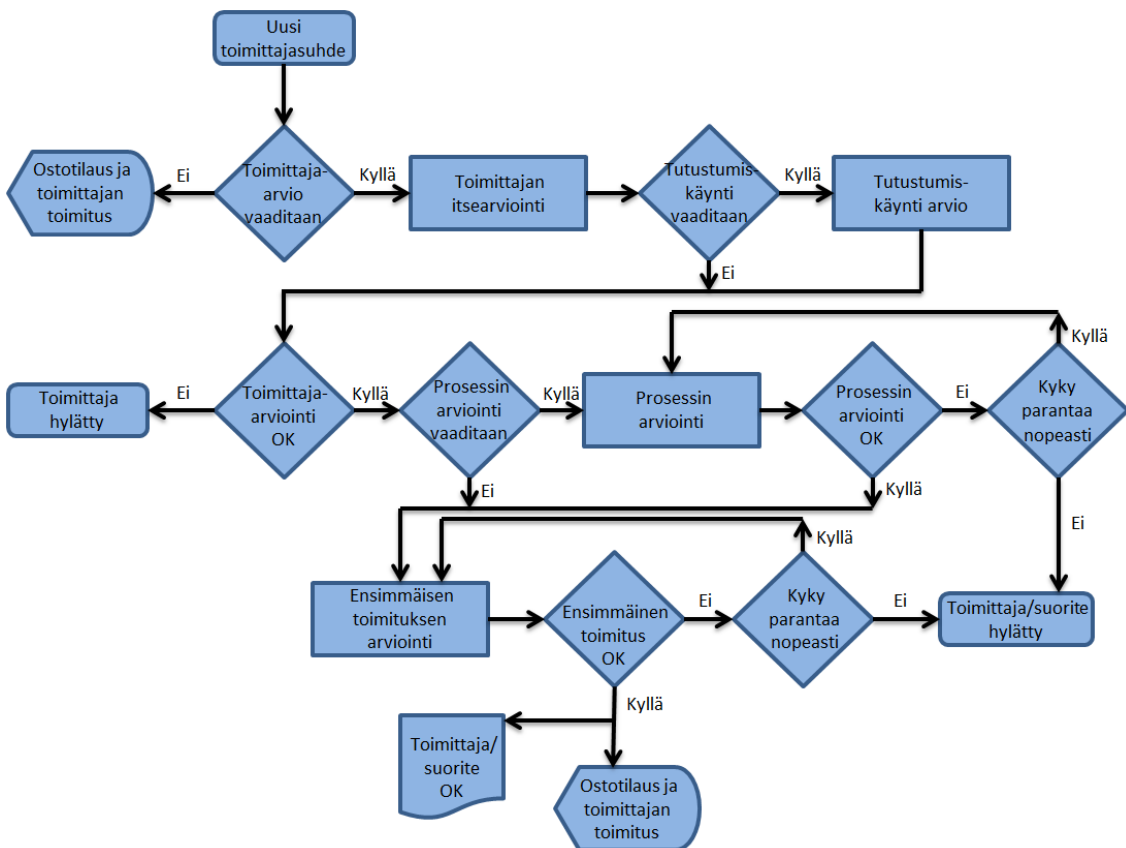 Uusi
toimittajasuhde
Ostotilaus ja
toimittajan
toimitus
Ei
Toimittaja-
arvio
vaaditaan
Kyllä
Toimittajan
itsearviointi
Tutustumis-
käynti
vaaditaan
Kyllä
Tutustumis-
käynti arvio
Ei
Kyllä
Toimittaja
hylätty
Ei
Toimittaja-
arviointi
OK
Kyllä
Prosessin
arviointi
vaaditaan
Kyllä
Prosessin
arviointi
Prosessin
arviointi
OK
Ei
Kyky
parantaa
nopeasti
Ei
Kyllä
Ei
Kyllä
Ensimmäisen
toimituksen
arviointi
Ensimmäinen
toimitus
OK
Ei
Kyky
parantaa
nopeasti
Ei
Toimittaja/suorite
hylätty
Kyllä
Toimittaja/
suorite
OK
Ostotilaus ja
toimittajan
toimitus